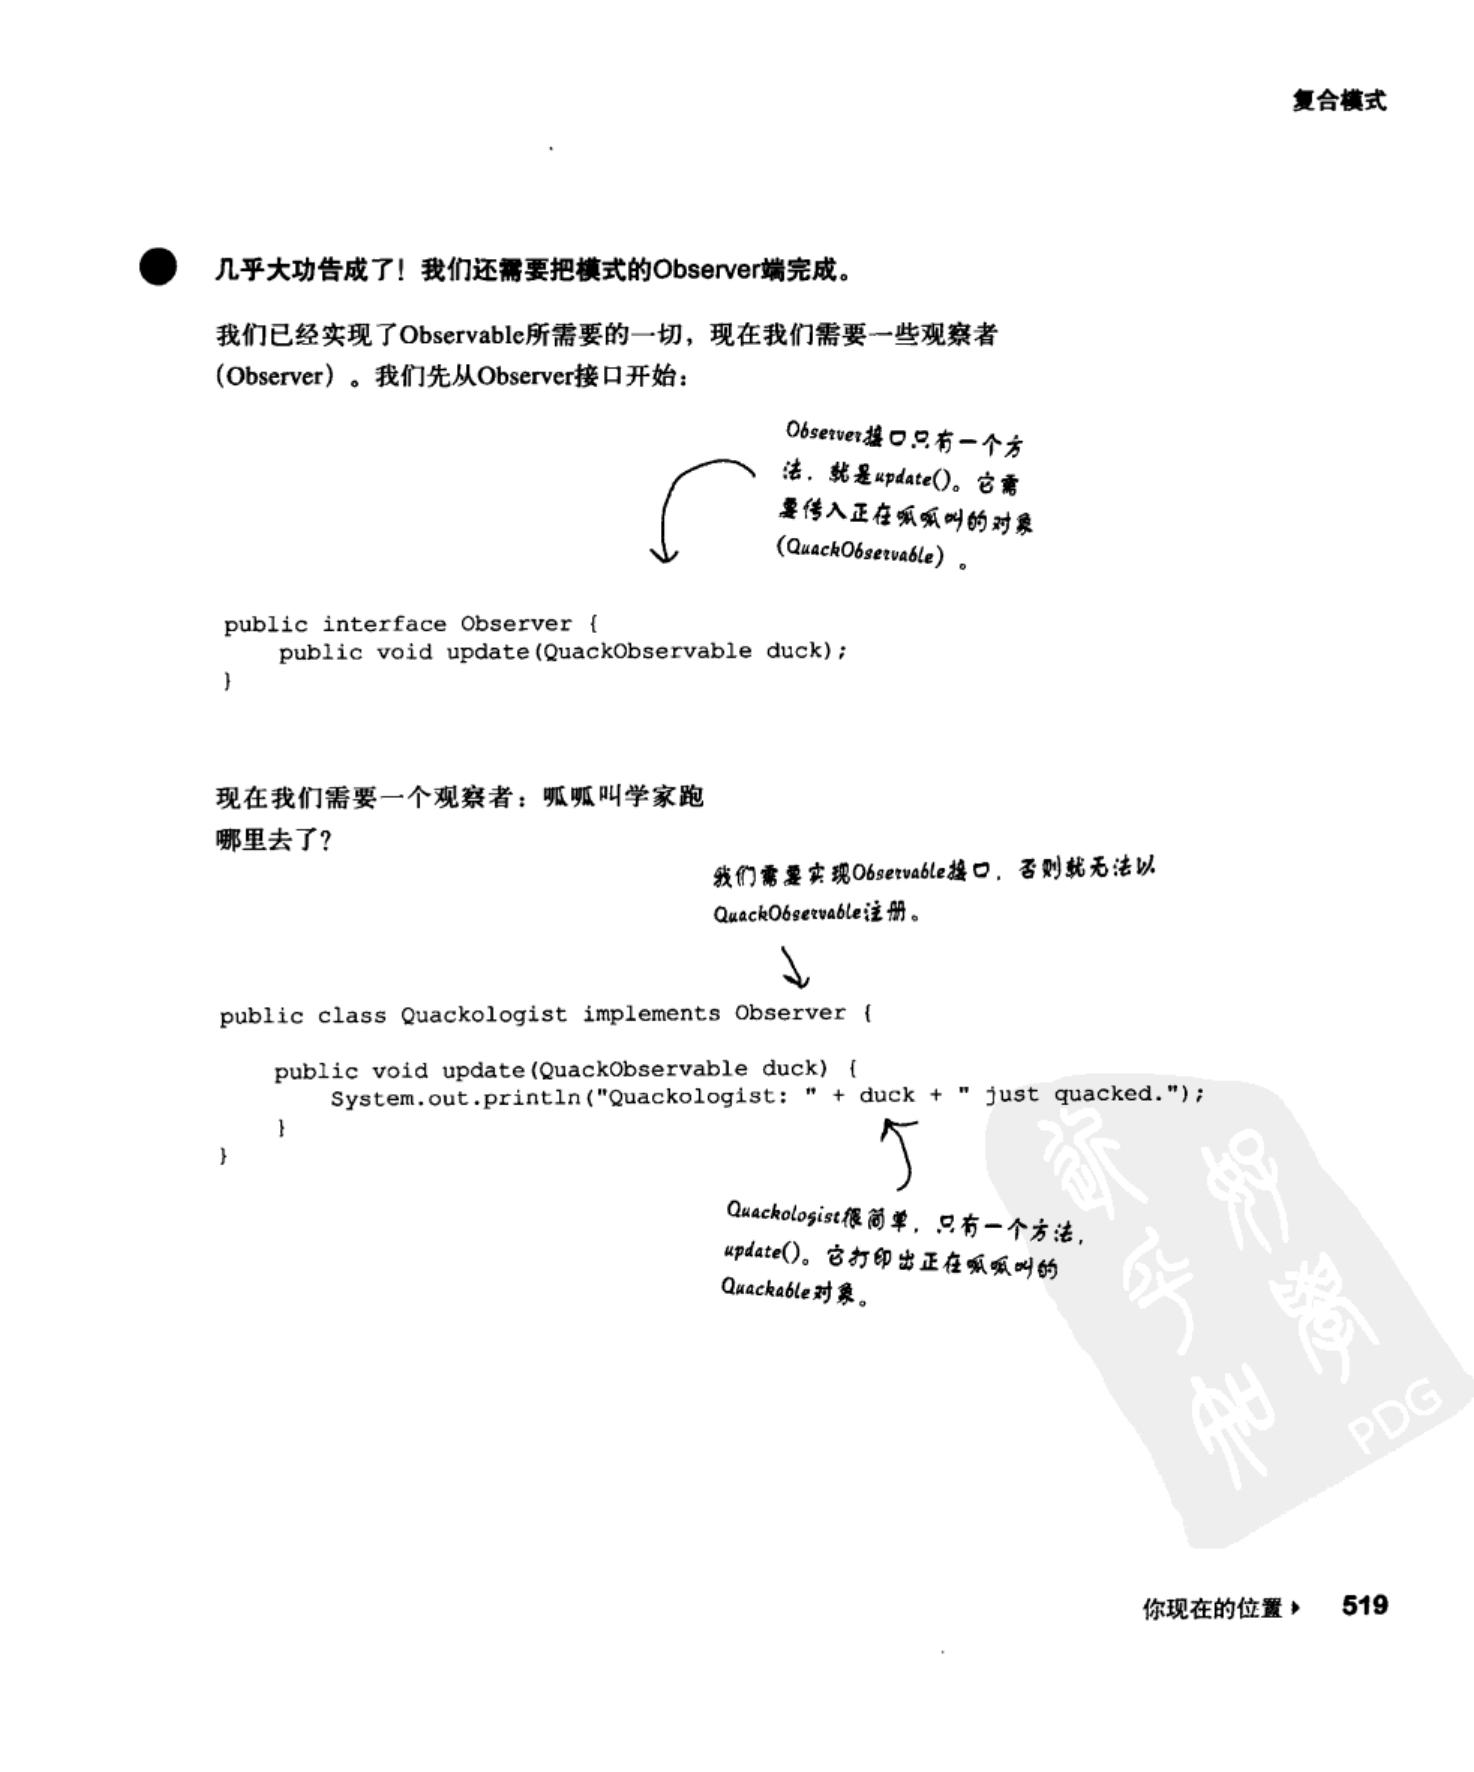 复合模式
几乎大功告成了！我们还需要把模式的Observer端完成。
我们已经实现了Observable所需要的一切，现在我们需要一些观察者
（Observer）。我们先从Observer接口开始：
Observer接口只有一个方
法，就是update()。它需
要传入正在呱呱叫的对象
(QuackObservable) 。
public interface Observer {
    public void update(QuackObservable duck);
}
现在我们需要一个观察者：呱呱叫学家跑
哪里去了？
我们需要实现Observable接口，否则就无法以
QuackObservable注册。
public class Quackologist implements Observer {
    public void update(QuackObservable duck) {
        System.out.println("Quackologist: " + duck + " just quacked.");
    }
}
Quackologist很简单，只有一个方法，
update()。它打印出正在呱呱叫的
Quackable对象。
PDG
你现在的位置 ▸ 519